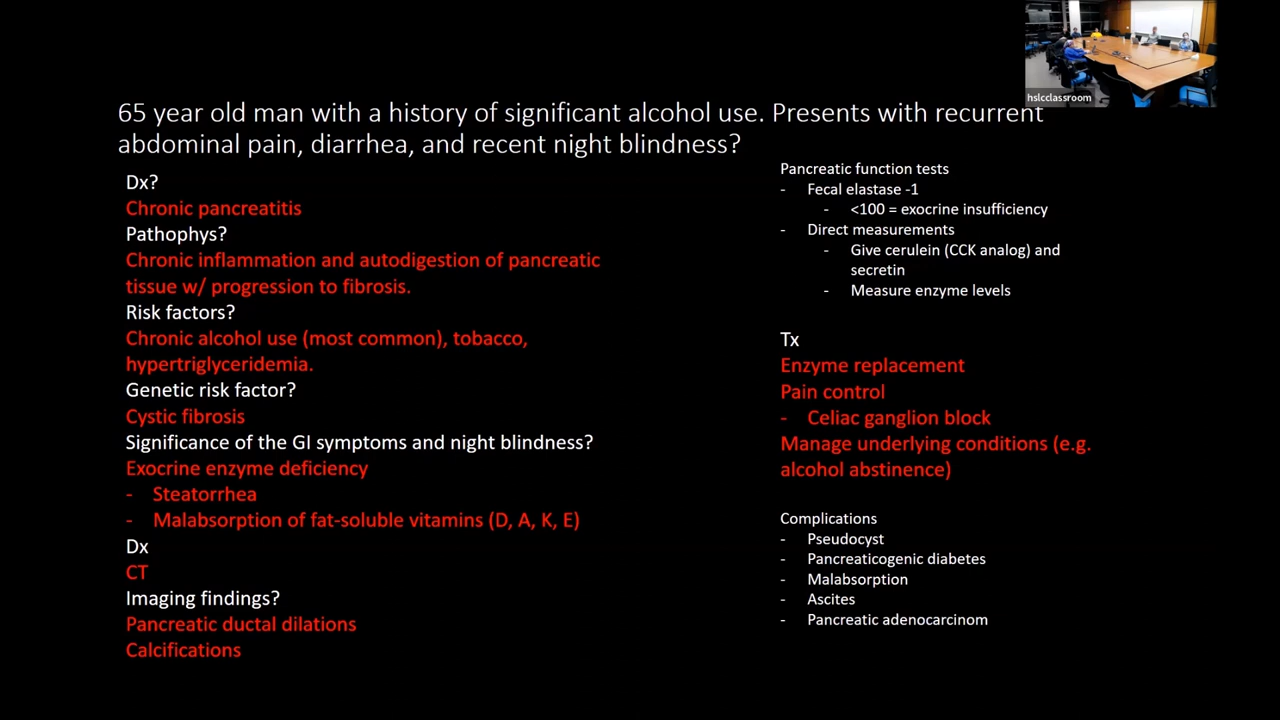 hslcclassroom
65 year old man with a history of significant alcohol use. Presents with recurrent
abdominal pain, diarrhea, and recent night blindness?
Dx?
Chronic pancreatitis
Pathophys?
Chronic inflammation and autodigestion of pancreatic
tissue w/ progression to fibrosis.
Risk factors?
Chronic alcohol use (most common), tobacco,
hypertriglyceridemia.
Genetic risk factor?
Cystic fibrosis
Significance of the GI symptoms and night blindness?
Exocrine enzyme deficiency
- Steatorrhea
- Malabsorption of fat-soluble vitamins (D, A, K, E)
Dx
CT
Imaging findings?
Pancreatic ductal dilations
Calcifications
Pancreatic function tests
- Fecal elastase -1
- <100 = exocrine insufficiency
- Direct measurements
- Give cerulein (CCK analog) and
secretin
- Measure enzyme levels
Tx
Enzyme replacement
Pain control
- Celiac ganglion block
Manage underlying conditions (e.g.
alcohol abstinence)
Complications
- Pseudocyst
- Pancreaticogenic diabetes
- Malabsorption
- Ascites
- Pancreatic adenocarcinom